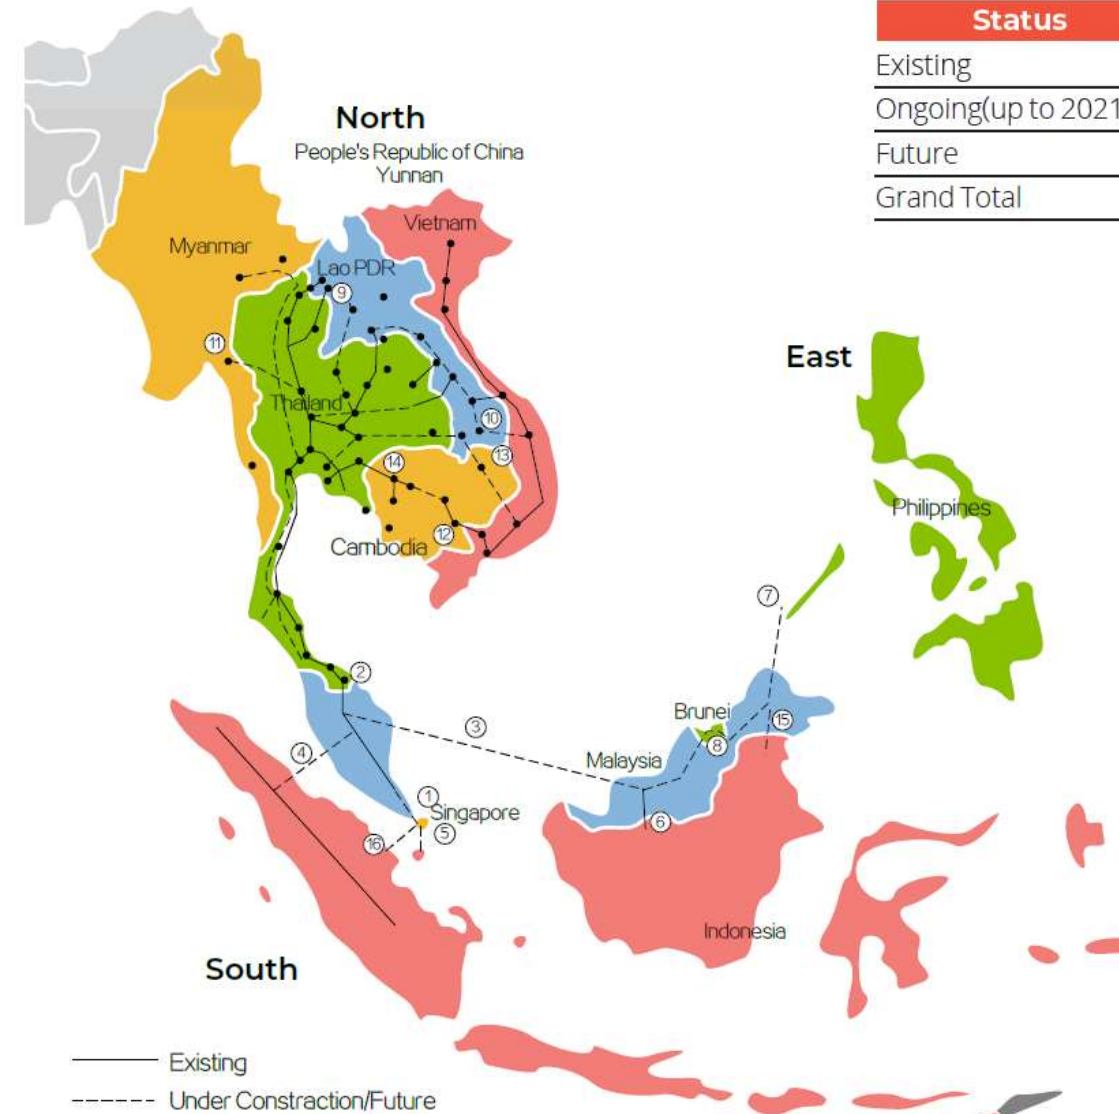 Status
Existing
Ongoing(up to 2021
Future
Grand Total
North
People's Republic of China
Yunnan
Vietnam
Myanmar
Lao PDR
9
11
East
Thailand
10
13
14
Philippines
12
Cambodia
7
2
Brunei
15
3
8
4
Malaysia
1
Singapore
5
6
16
Indonesia
South
Existing
Under Constraction/Future